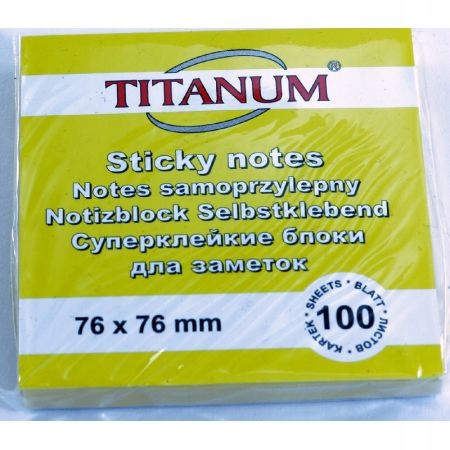 TITANUM®
Sticky notes
Notes samoprzylepny
Notizblock Selbstklebend
Суперклейкие блоки
для заметок
76 x 76 mm
100
KARTEK • SHEETS • BLATT • ЛИСТОВ •